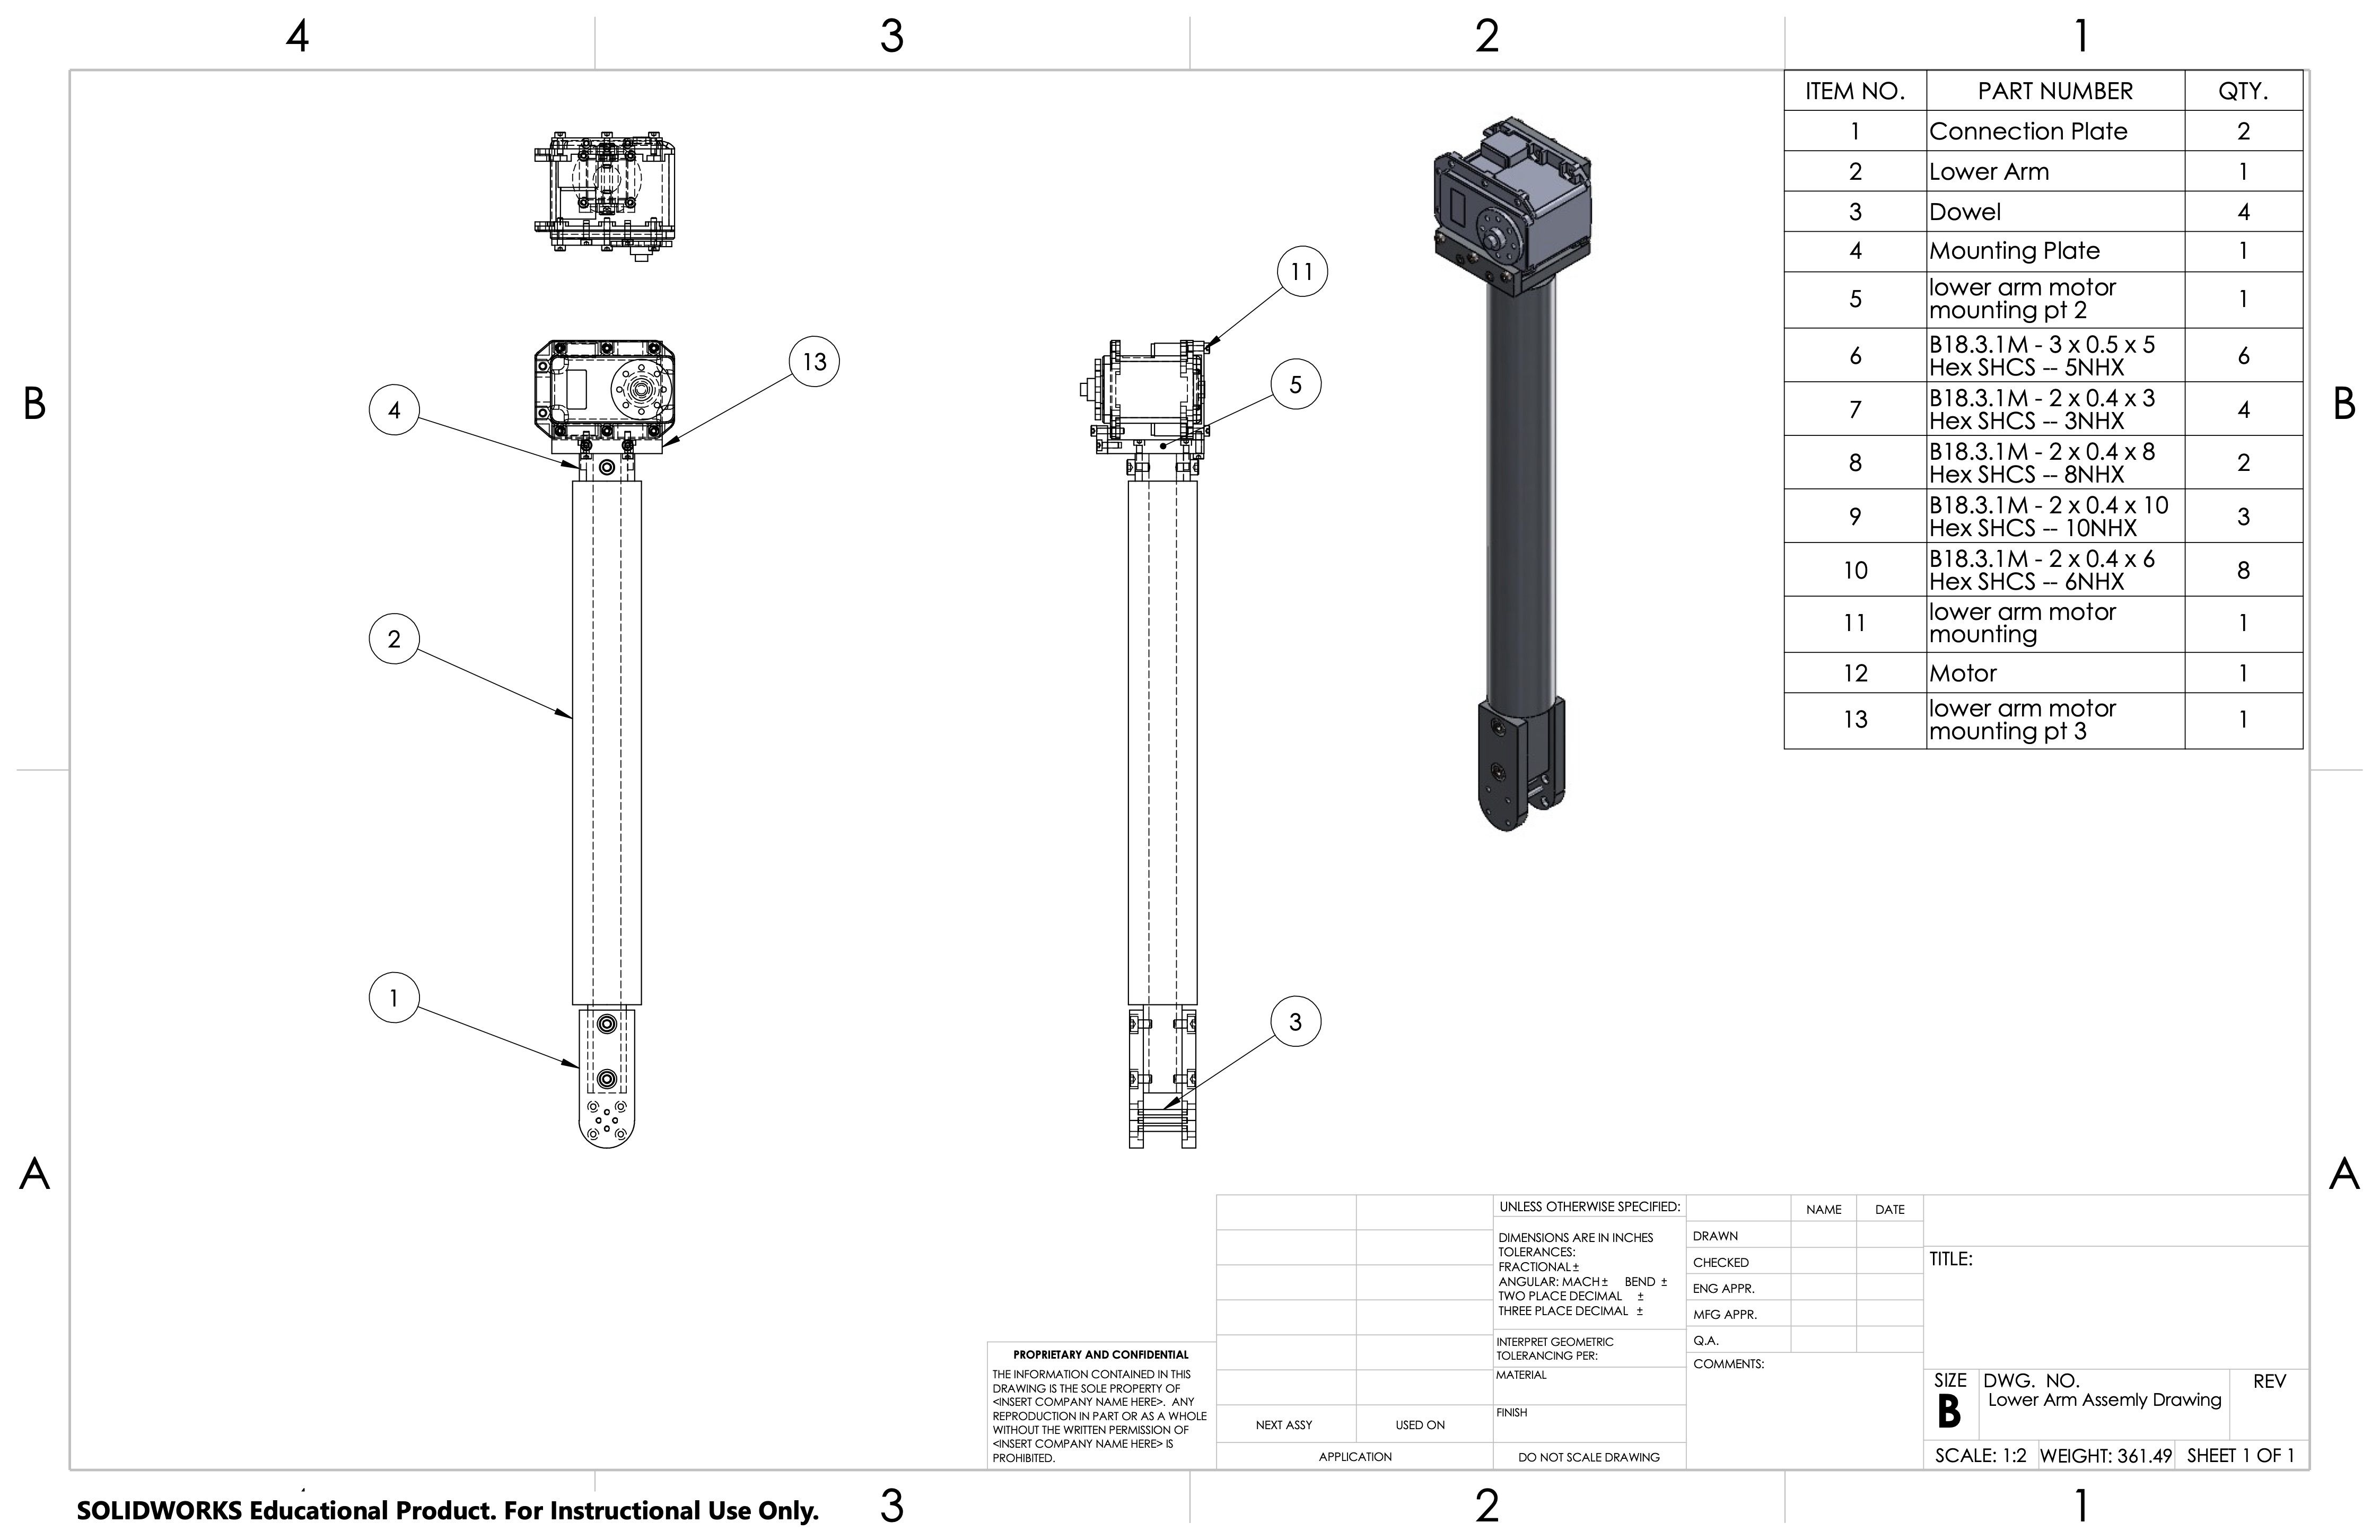 4 3 2 1
ITEM NO. PART NUMBER QTY.
1 Connection Plate 2
2 Lower Arm 1
3 Dowel 4
4 Mounting Plate 1
5 lower arm motor 1
mounting pt 2
6 B18.3.1M - 3 x 0.5 x 5 6
Hex SHCS -- 5NHX
7 B18.3.1M - 2 x 0.4 x 3 4
Hex SHCS -- 3NHX
8 B18.3.1M - 2 x 0.4 x 8 2
Hex SHCS -- 8NHX
9 B18.3.1M - 2 x 0.4 x 10 3
Hex SHCS -- 10NHX
10 B18.3.1M - 2 x 0.4 x 6 8
Hex SHCS -- 6NHX
11 lower arm motor 1
mounting
12 Motor 1
13 lower arm motor 1
mounting pt 3
11
13
5
4
B B
2
1
3
A A
UNLESS OTHERWISE SPECIFIED:
DIMENSIONS ARE IN INCHES
TOLERANCES:
FRACTIONAL ±
ANGULAR: MACH ± BEND ±
TWO PLACE DECIMAL ±
THREE PLACE DECIMAL ±
INTERPRET GEOMETRIC
TOLERANCING PER:
MATERIAL
FINISH
DO NOT SCALE DRAWING
NAME DATE
DRAWN
CHECKED
ENG APPR.
MFG APPR.
Q.A.
COMMENTS:
TITLE:
SIZE DWG. NO. REV
B Lower Arm Assemly Drawing
SCALE: 1:2 WEIGHT: 361.49 SHEET 1 OF 1
NEXT ASSY USED ON
APPLICATION
PROPRIETARY AND CONFIDENTIAL
THE INFORMATION CONTAINED IN THIS
DRAWING IS THE SOLE PROPERTY OF
<INSERT COMPANY NAME HERE>. ANY
REPRODUCTION IN PART OR AS A WHOLE
WITHOUT THE WRITTEN PERMISSION OF
<INSERT COMPANY NAME HERE> IS
PROHIBITED.
SOLIDWORKS Educational Product. For Instructional Use Only.
3 2 1